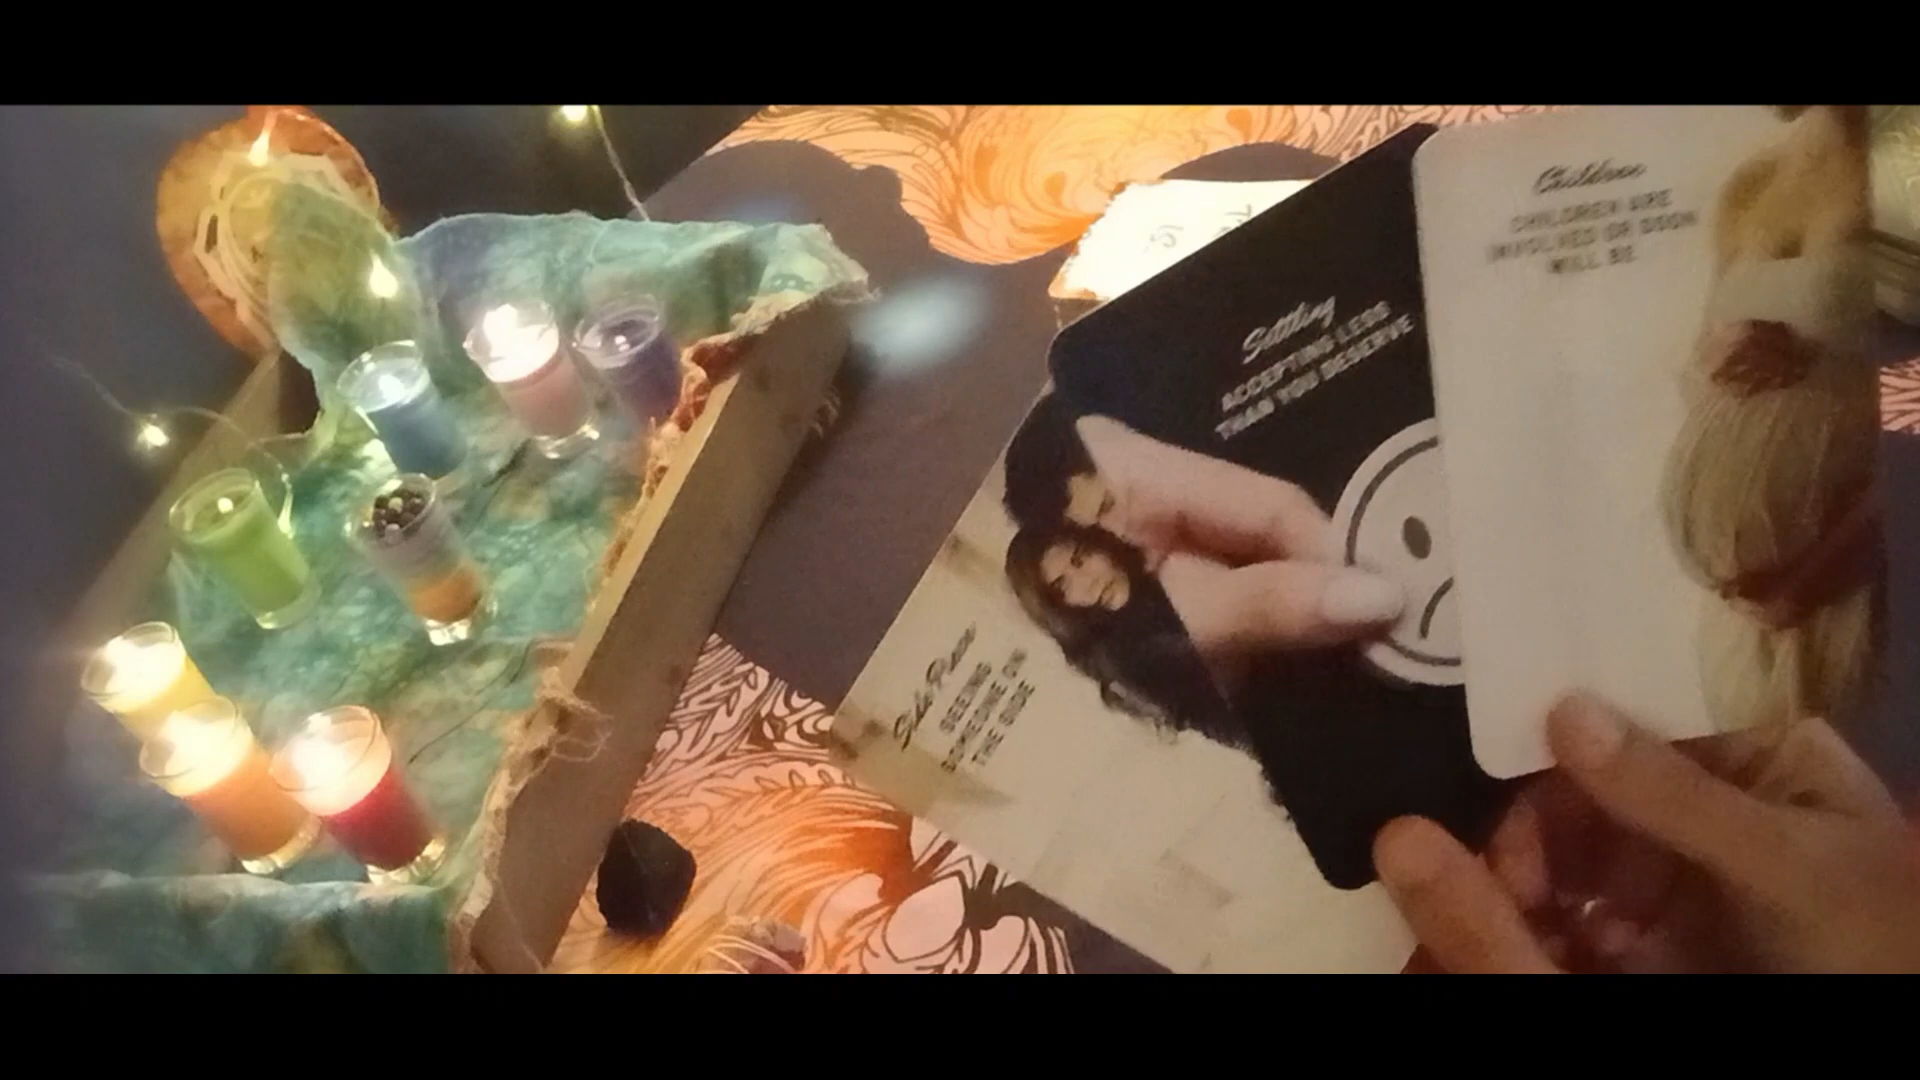 Children
CHILDREN ARE
INVOLVED OR SOON
WILL BE
Settling
ACCEPTING LESS
THAN YOU DESERVE
Side Piece
SEEING
SOMEONE ON
THE SIDE